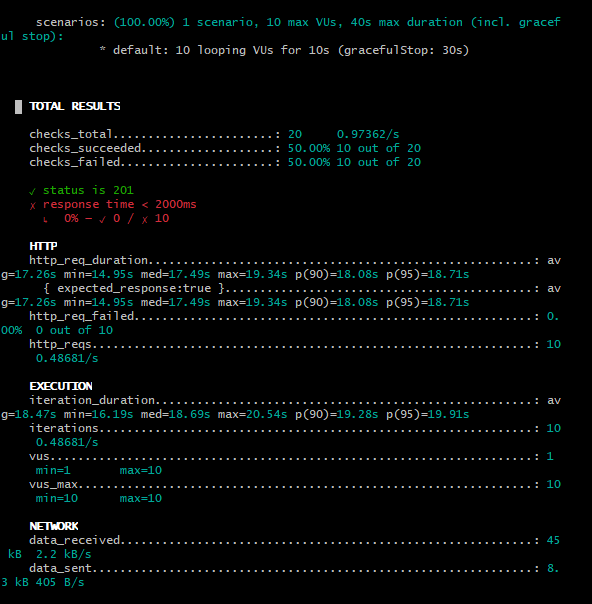 scenarios: (100.00%) 1 scenario, 10 max VUs, 40s max duration (incl. gracef
ul stop):
* default: 10 looping VUs for 10s (gracefulStop: 30s)
TOTAL RESULTS
checks_total.......................: 20     0.97362/s
checks_succeeded...................: 50.00% 10 out of 20
checks_failed......................: 50.00% 10 out of 20
✓ status is 201
✗ response time < 2000ms
↳  0% — ✓ 0 / ✗ 10
HTTP
http_req_duration.......................................................: av
g=17.26s min=14.95s med=17.49s max=19.34s p(90)=18.08s p(95)=18.71s
{ expected_response:true }............................................: av
g=17.26s min=14.95s med=17.49s max=19.34s p(90)=18.08s p(95)=18.71s
http_req_failed.........................................................: 0.
00%  0 out of 10
http_reqs...............................................................: 10
0.48681/s
EXECUTION
iteration_duration......................................................: av
g=18.47s min=16.19s med=18.69s max=20.54s p(90)=19.28s p(95)=19.91s
iterations..............................................................: 10
0.48681/s
vus.....................................................................: 1
min=1       max=10
vus_max.................................................................: 10
min=10      max=10
NETWORK
data_received...........................................................: 45
kB  2.2 kB/s
data_sent...............................................................: 8.
3 kB 405 B/s